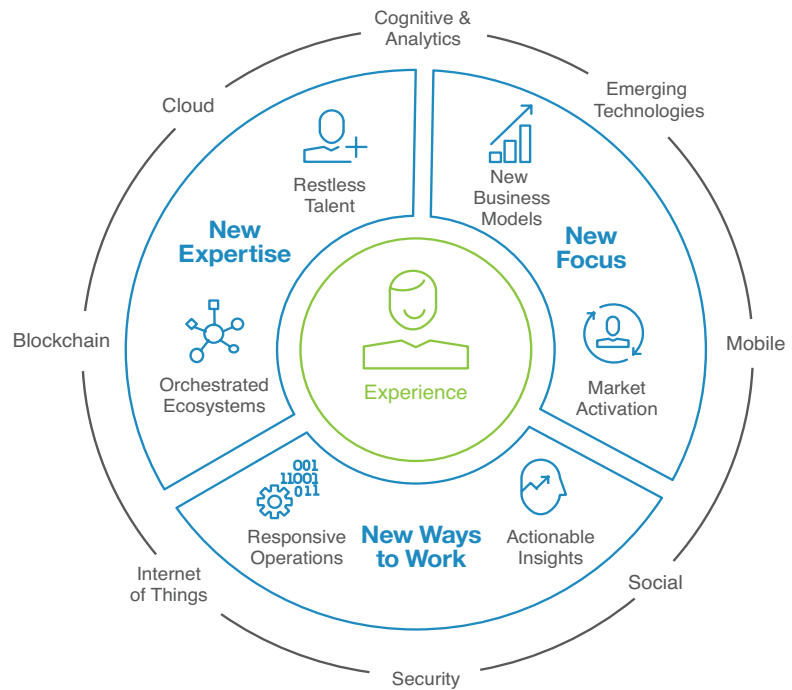 Cognitive &
Analytics
Emerging
Technologies
Mobile
Social
Security
Internet
of Things
Blockchain
Cloud
Restless
Talent
New
Expertise
Orchestrated
Ecosystems
New
Business
Models
New
Focus
Market
Activation
Experience
001
11001
011
Responsive
Operations
New Ways
to Work
Actionable
Insights